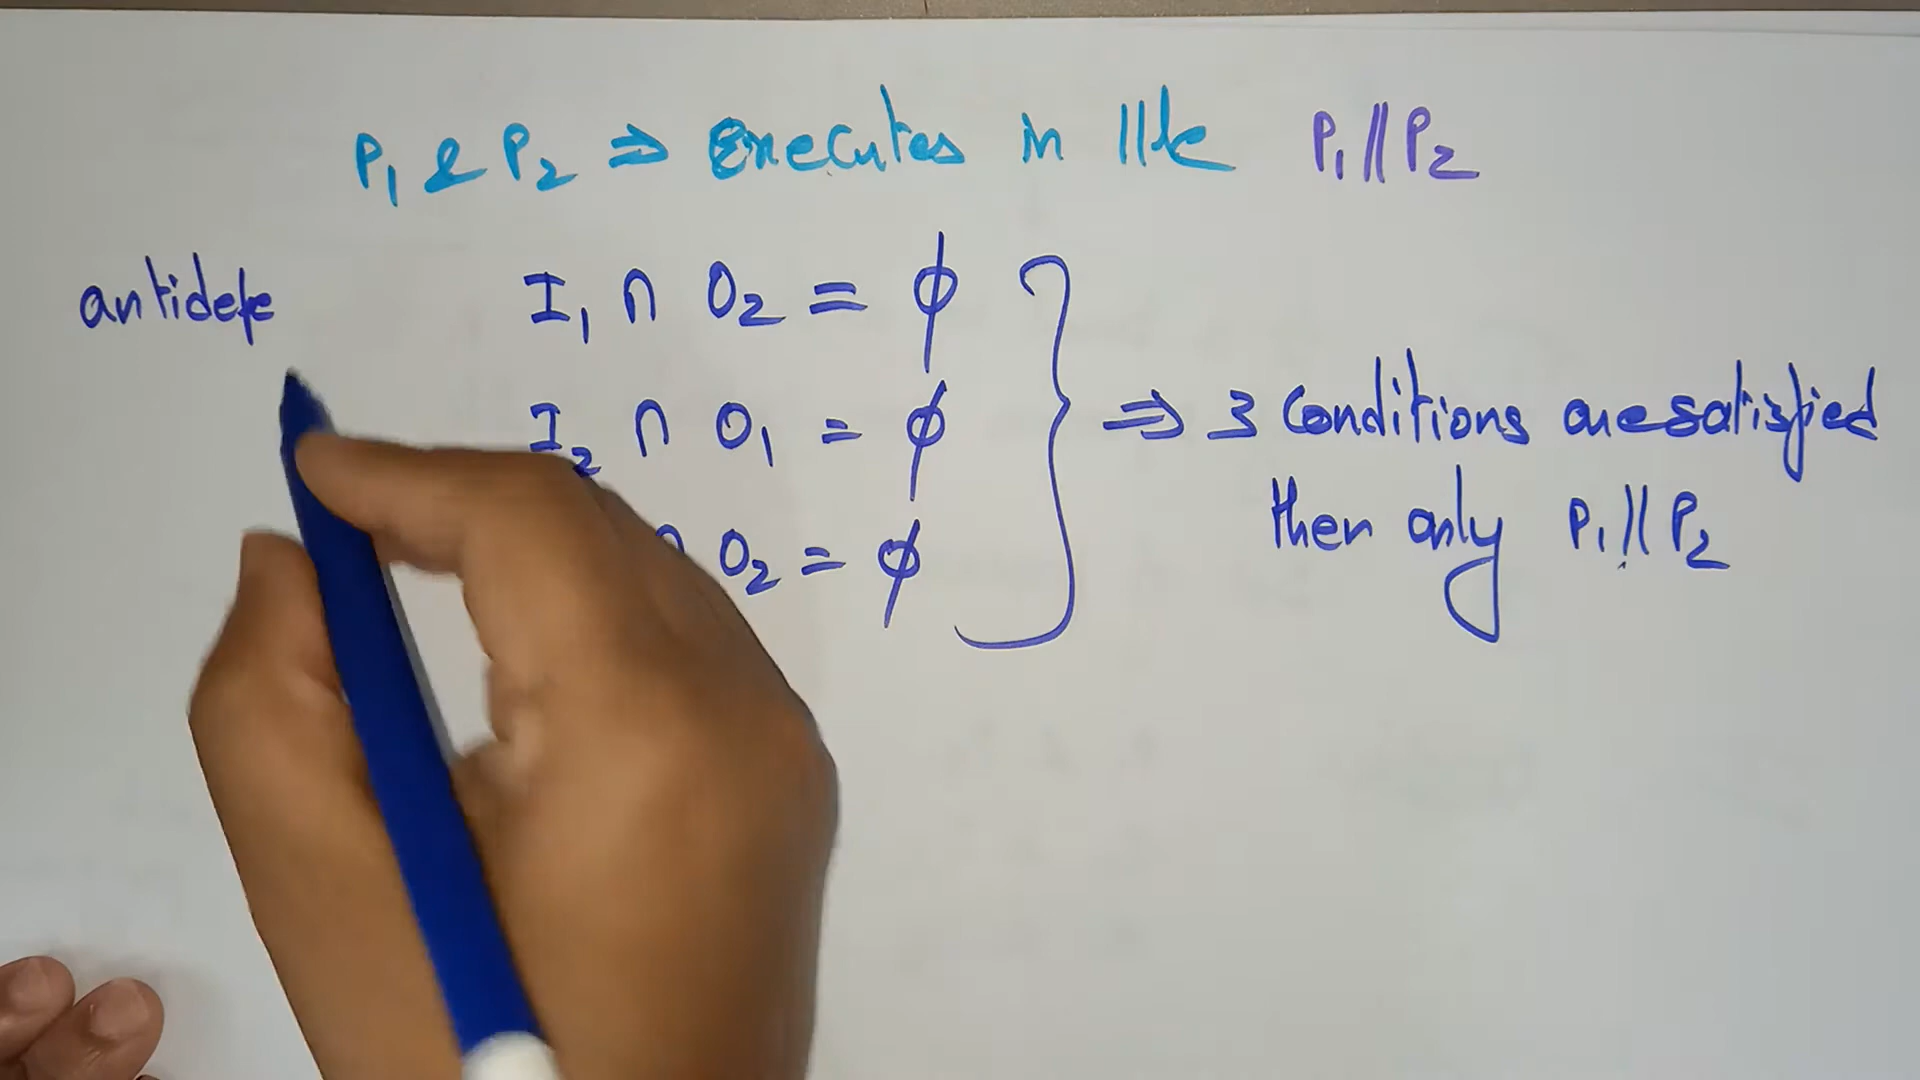 P₁ & P₂ ⇒ Executes in ||le P₁ || P₂
antidepe I₁ ∩ O₂ = ϕ
I₂ ∩ O₁ = ϕ ⇒ 3 Conditions are satisfied
∩ O₂ = ϕ then only P₁ || P₂